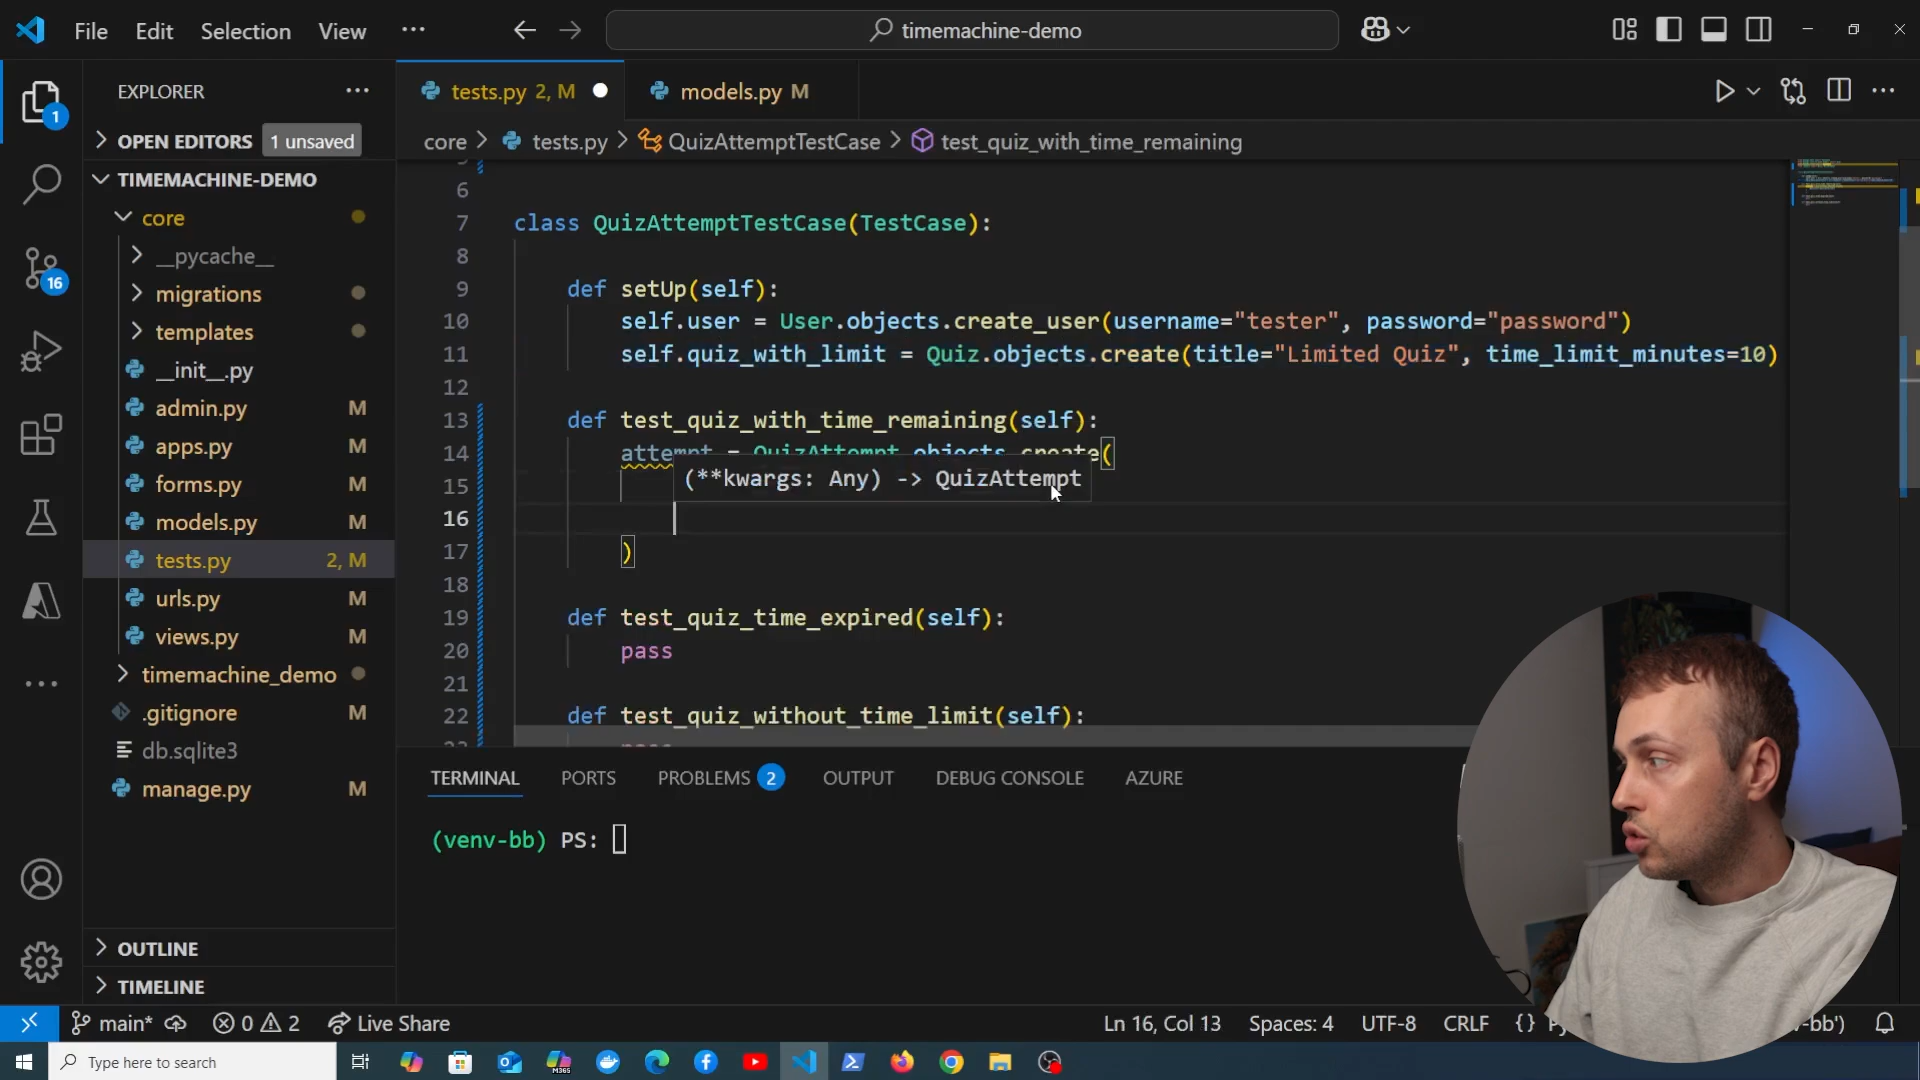 File Edit Selection View ··· timemachine-demo
EXPLORER ···
tests.py 2, M
models.py M
OPEN EDITORS 1 unsaved
core > tests.py > QuizAttemptTestCase > test_quiz_with_time_remaining
TIMEMACHINE-DEMO
core
__pycache__
migrations
templates
__init__.py
admin.py M
apps.py M
forms.py M
models.py M
tests.py 2, M
urls.py M
views.py M
timemachine_demo
.gitignore M
db.sqlite3
manage.py M
OUTLINE
TIMELINE
1
16
6
7 class QuizAttemptTestCase(TestCase):
8
9 def setUp(self):
10 self.user = User.objects.create_user(username="tester", password="password")
11 self.quiz_with_limit = Quiz.objects.create(title="Limited Quiz", time_limit_minutes=10)
12
13 def test_quiz_with_time_remaining(self):
14 attempt = QuizAttempt.objects.create(
15 (**kwargs: Any) -> QuizAttempt
16
17 )
18
19 def test_quiz_time_expired(self):
20 pass
21
22 def test_quiz_without_time_limit(self):
TERMINAL PORTS PROBLEMS 2 OUTPUT DEBUG CONSOLE AZURE
(venv-bb) PS:
main* 0 2 Live Share Ln 16, Col 13 Spaces: 4 UTF-8 CRLF {}
Type here to search